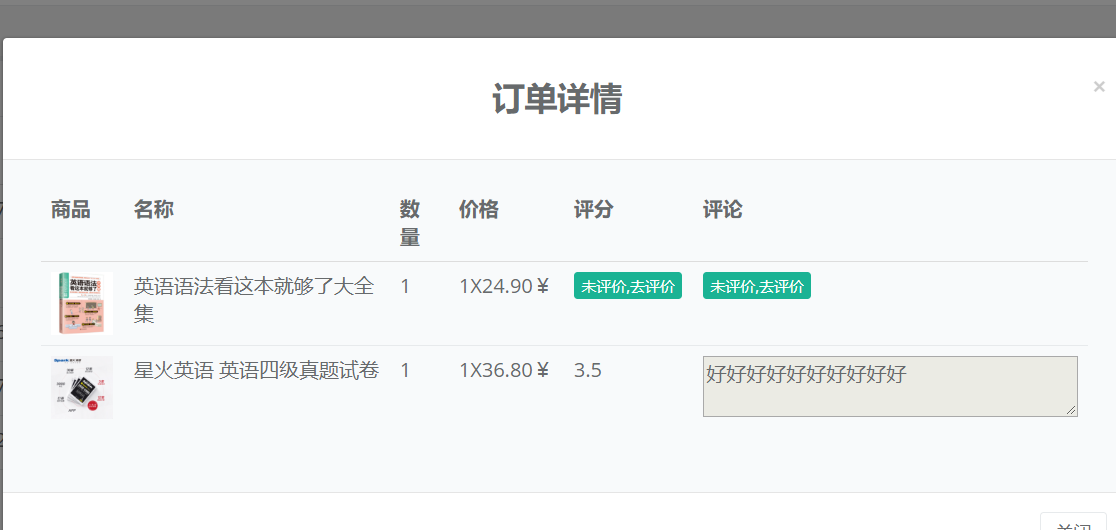 订单详情
×
商品 名称 数量 价格 评分 评论
英语语法
看这本就够了
英语语法看这本就够了大全集 1 1X24.90¥ 未评价,去评价 未评价,去评价
星火英语 英语四级真题试卷 1 1X36.80¥ 3.5 好好好好好好好好好好
关闭